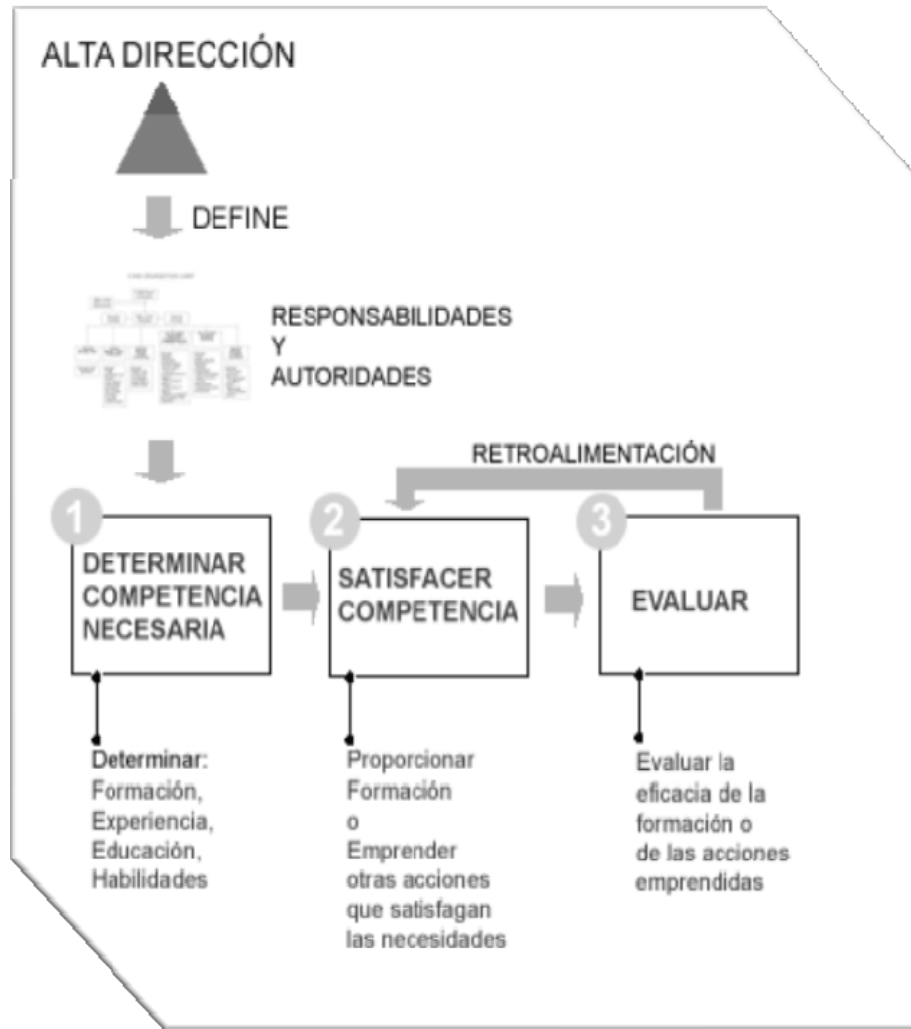 ALTA DIRECCIÓN
DEFINE
RESPONSABILIDADES
Y
AUTORIDADES
RETROALIMENTACIÓN
1
DETERMINAR
COMPETENCIA
NECESARIA
2
SATISFACER
COMPETENCIA
3
EVALUAR
Determinar:
Formación,
Experiencia,
Educación,
Habilidades
Proporcionar
Formación
o
Emprender
otras acciones
que satisfagan
las necesidades
Evaluar la
eficacia de la
formación o
de las acciones
emprendidas